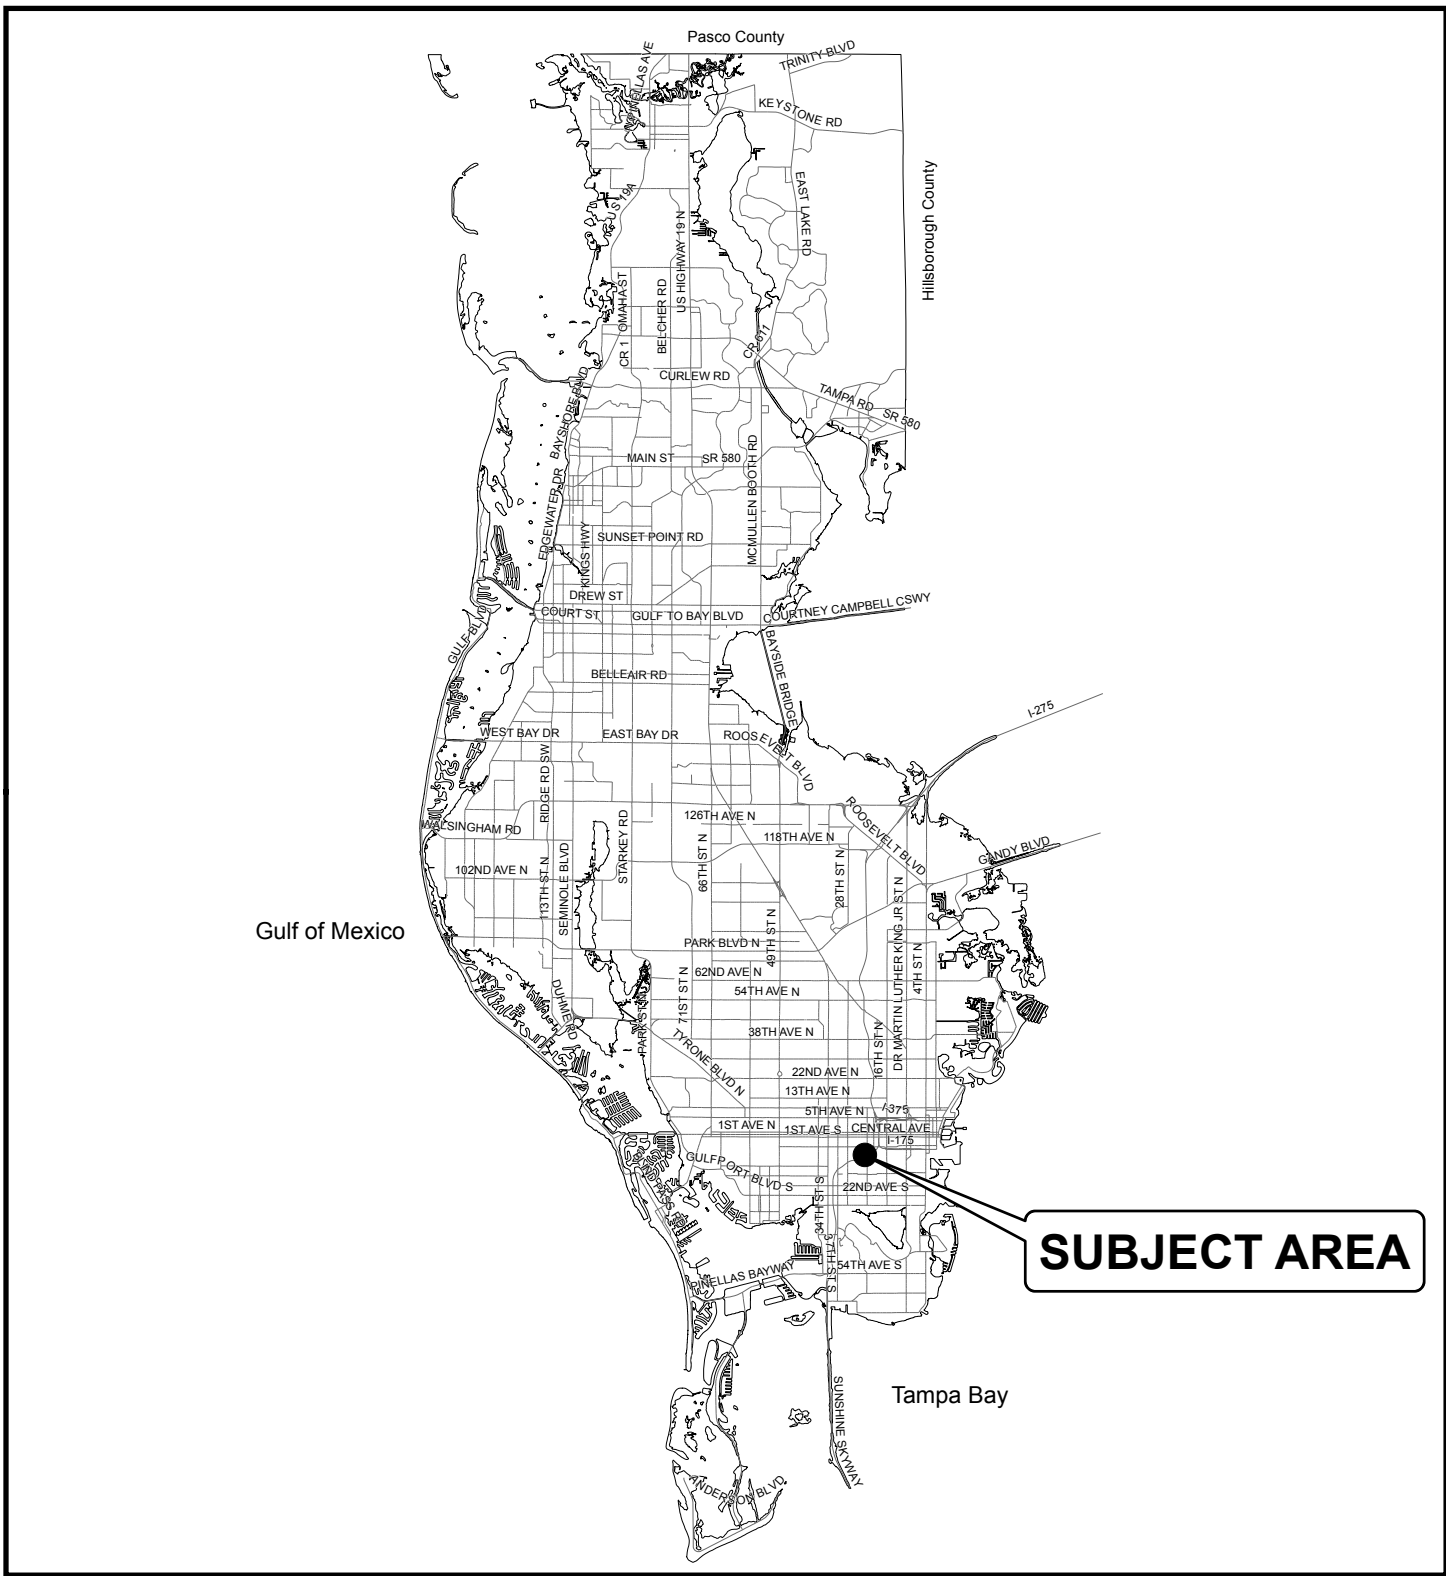 Pasco County
PINELLAS AVE
TRINITY BLVD
KEYSTONE RD
Hillsborough County
EAST LAKE RD
US 19A
US HIGHWAY 19 N
OMAHA ST
BELCHER RD
CR 1
CR 611
CURLEW RD
TAMPA RD
SR 580
BAYSHORE BLVD
MAIN ST
SR 580
MCMULLEN BOOTH RD
EDGEWATER DR
KINGS HWY
SUNSET POINT RD
DREW ST
COURT ST
GULF TO BAY BLVD
COURTNEY CAMPBELL CSWY
GULF BLVD
BAYSIDE BRIDGE
BELLEAIR RD
I-275
WEST BAY DR
EAST BAY DR
ROOSEVELT BLVD
RIDGE RD SW
WALSINGHAM RD
STARKEY RD
126TH AVE N
118TH AVE N
ROOSEVELT BLVD
GANDY BLVD
102ND AVE N
113TH ST N
SEMINOLE BLVD
66TH ST N
28TH ST N
Gulf of Mexico
49TH ST N
DR MARTIN LUTHER KING JR ST N
4TH ST N
PARK BLVD N
62ND AVE N
54TH AVE N
71ST ST N
DUHME RD
PARK ST N
38TH AVE N
16TH ST N
TYRONE BLVD N
22ND AVE N
13TH AVE N
5TH AVE N
I-375
1ST AVE N
1ST AVE S
CENTRAL AVE
I-175
GULFPORT BLVD S
22ND AVE S
34TH ST S
SUBJECT AREA
37TH ST S
54TH AVE S
PINELLAS BAYWAY
Tampa Bay
SUNSHINE SKYWAY
ANDERSON BLVD